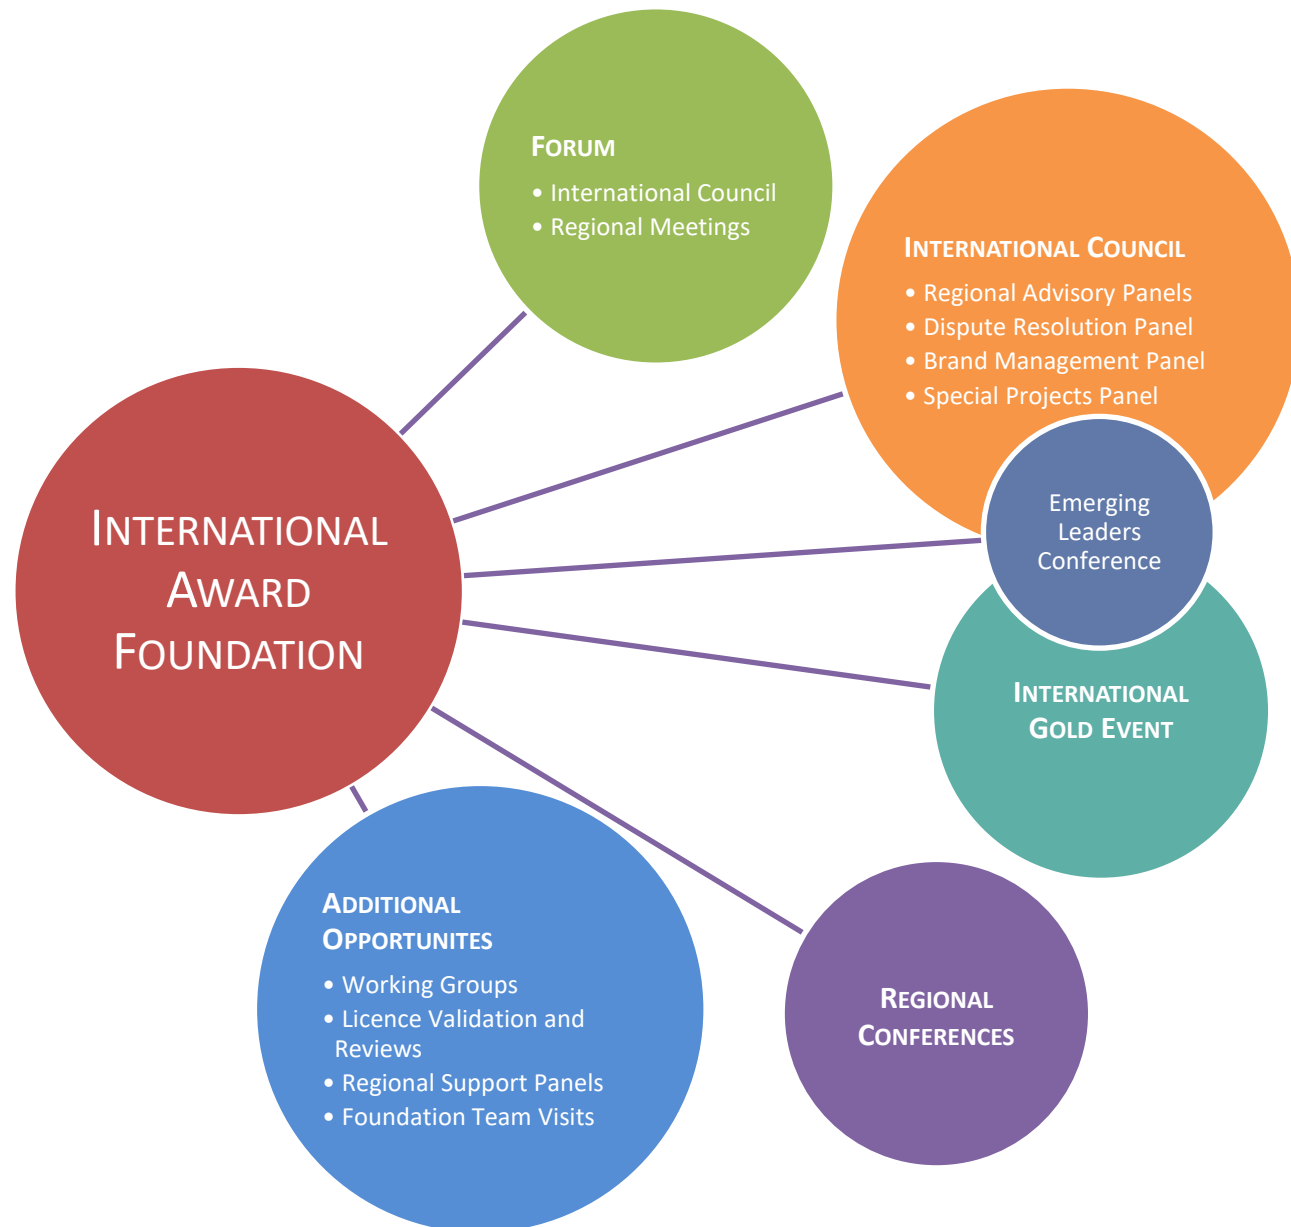 FORUM
• International Council
• Regional Meetings
INTERNATIONAL COUNCIL
• Regional Advisory Panels
• Dispute Resolution Panel
• Brand Management Panel
• Special Projects Panel
Emerging
Leaders
Conference
INTERNATIONAL
AWARD
FOUNDATION
INTERNATIONAL
GOLD EVENT
ADDITIONAL
OPPORTUNITES
• Working Groups
• Licence Validation and
Reviews
• Regional Support Panels
• Foundation Team Visits
REGIONAL
CONFERENCES